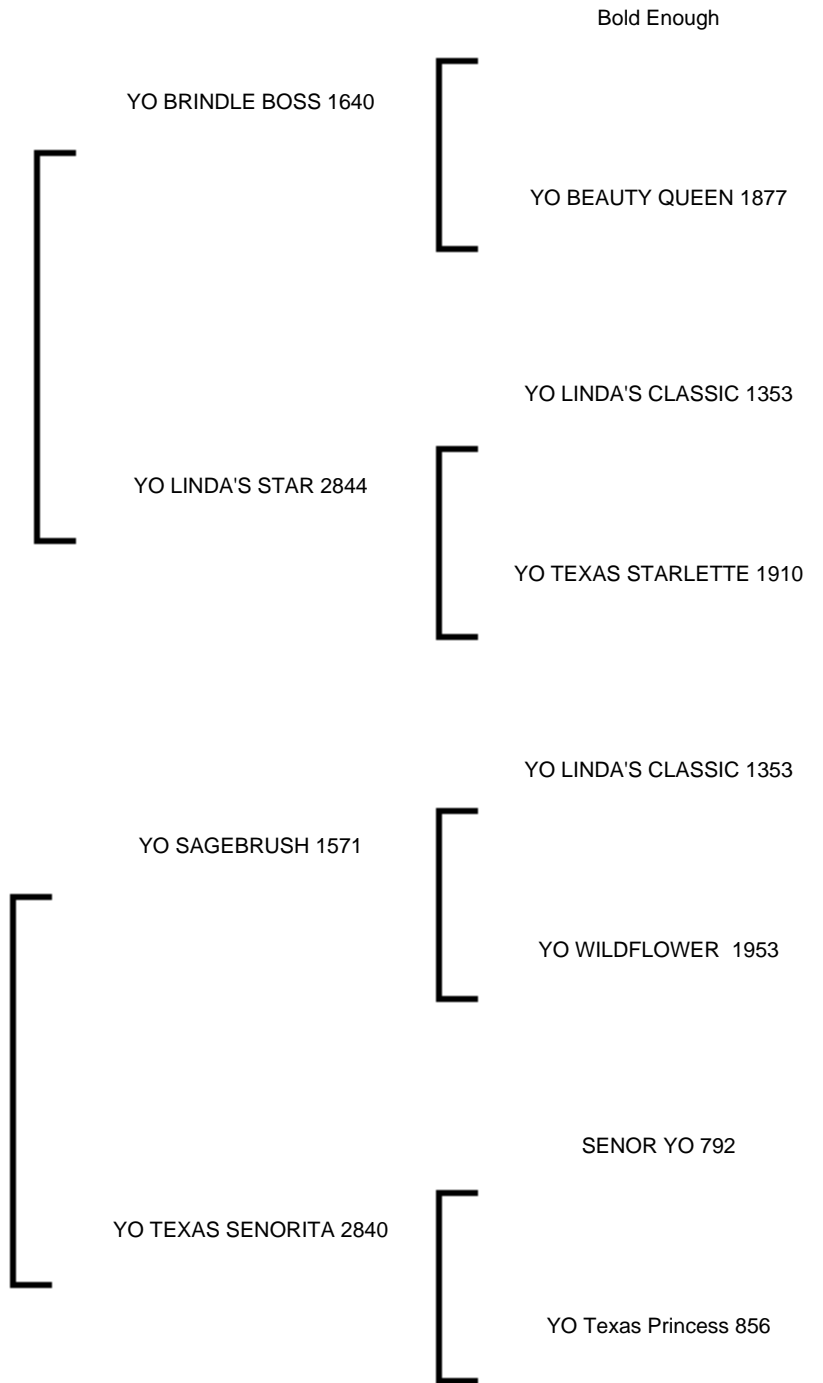 Bold Enough
YO BRINDLE BOSS 1640
YO BEAUTY QUEEN 1877
YO LINDA'S CLASSIC 1353
YO LINDA'S STAR 2844
YO TEXAS STARLETTE 1910
YO LINDA'S CLASSIC 1353
YO SAGEBRUSH 1571
YO WILDFLOWER  1953
SENOR YO 792
YO TEXAS SENORITA 2840
YO Texas Princess 856